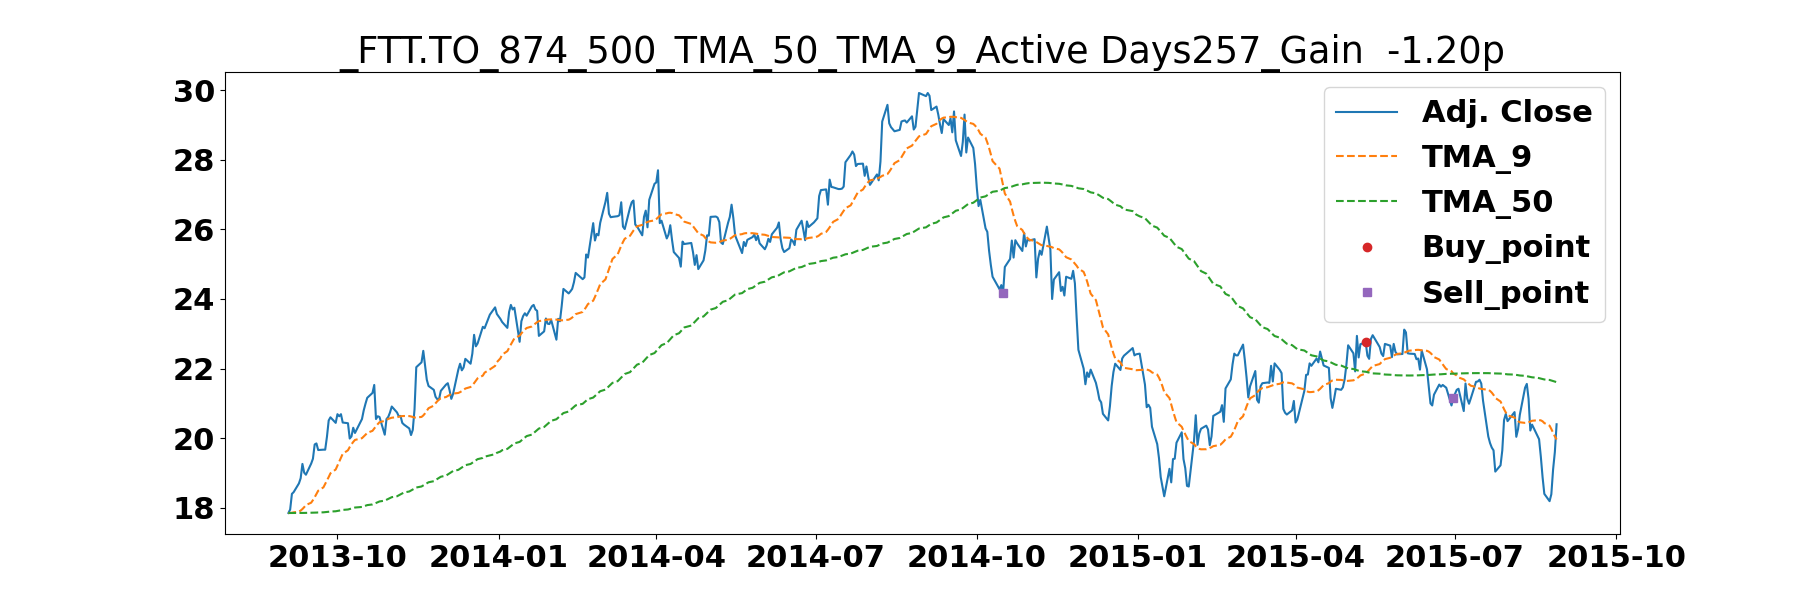 _FTT.TO_874_500_TMA_50_TMA_9_Active Days257_Gain  -1.20p
30
28
26
24
22
20
18
Adj. Close
TMA_9
TMA_50
Buy_point
Sell_point
2013-10 2014-01 2014-04 2014-07 2014-10 2015-01 2015-04 2015-07 2015-10